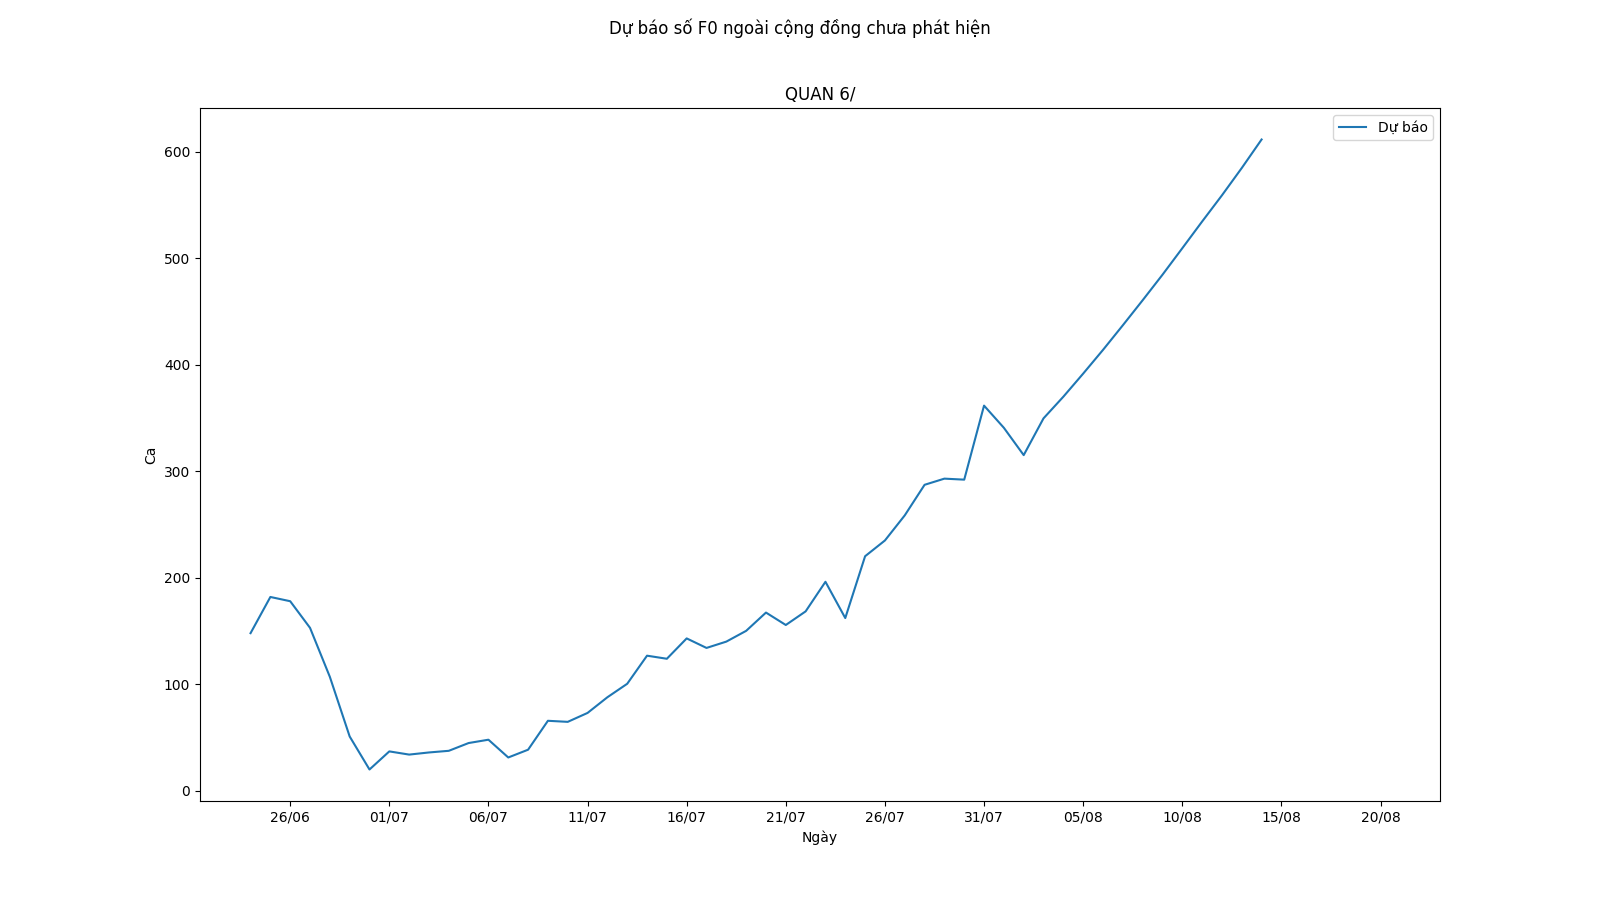 Dự báo số F0 ngoài cộng đồng chưa phát hiện
QUAN 6/
Dự báo
600
500
400
300
200
100
0
Ca
26/06 01/07 06/07 11/07 16/07 21/07 26/07 31/07 05/08 10/08 15/08 20/08
Ngày